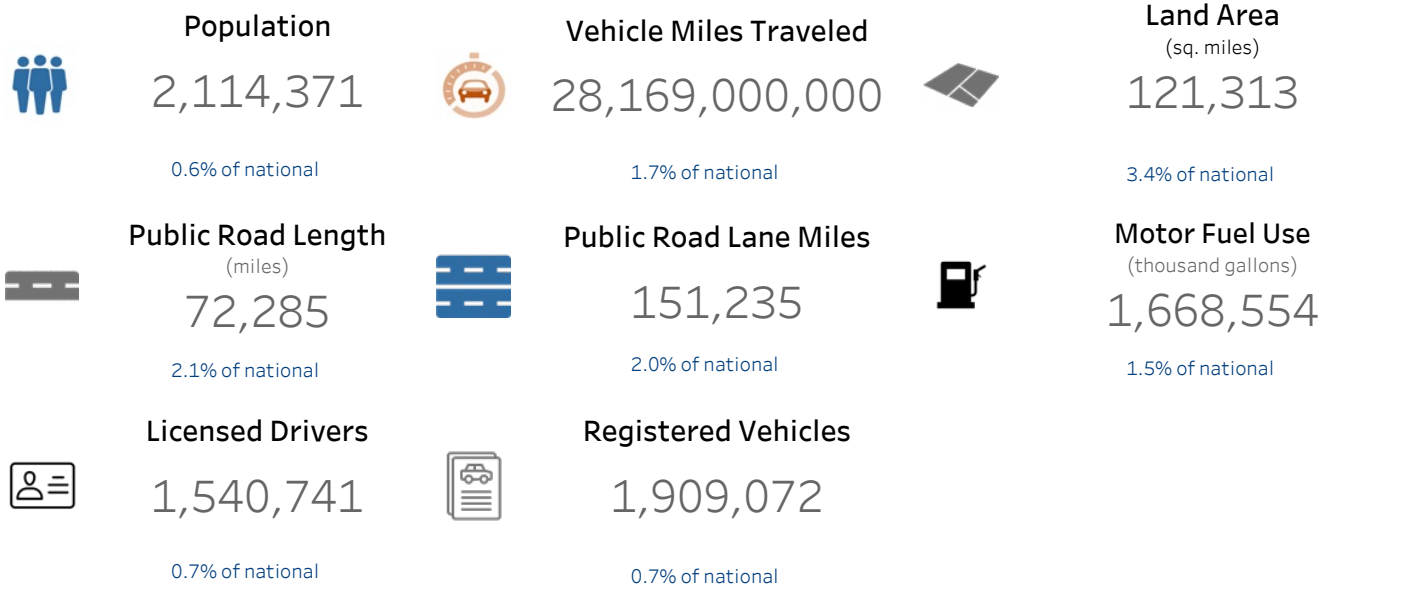 Population
2,114,371
0.6% of national
Vehicle Miles Traveled
28,169,000,000
1.7% of national
Land Area
(sq. miles)
121,313
3.4% of national
Public Road Length
(miles)
72,285
2.1% of national
Public Road Lane Miles
151,235
2.0% of national
Motor Fuel Use
(thousand gallons)
1,668,554
1.5% of national
Licensed Drivers
1,540,741
0.7% of national
Registered Vehicles
1,909,072
0.7% of national